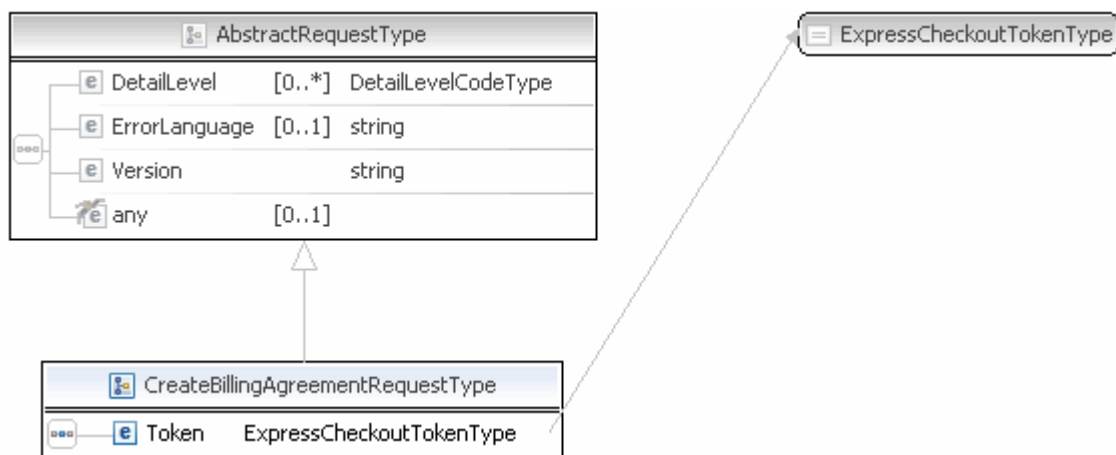 AbstractRequestType
ExpressCheckoutTokenType
e DetailLevel [0..*] DetailLevelCodeType
e ErrorLanguage [0..1] string
e Version string
e any [0..1]
CreateBillingAgreementRequestType
e Token ExpressCheckoutTokenType